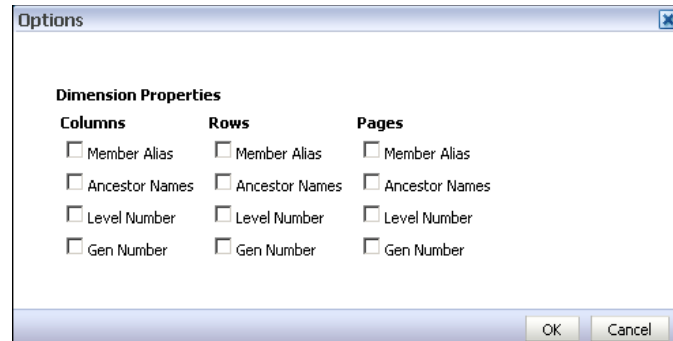 Options
Dimension Properties
Columns Rows Pages
Member Alias Member Alias Member Alias
Ancestor Names Ancestor Names Ancestor Names
Level Number Level Number Level Number
Gen Number Gen Number Gen Number
OK Cancel